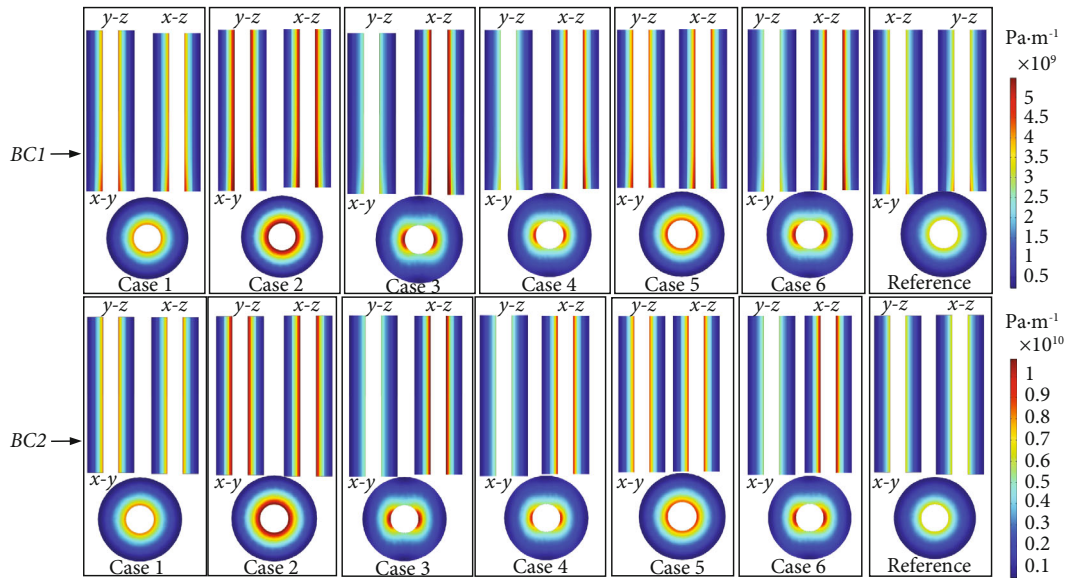 y-z x-z y-z x-z y-z x-z y-z x-z y-z x-z y-z x-z x-z y-z
Pa·m⁻¹
×10⁹
5
4.5
4
3.5
3
2.5
2
1.5
1
0.5
BC1
x-y x-y x-y x-y x-y x-y x-y
Case 1 Case 2 Case 3 Case 4 Case 5 Case 6 Reference
y-z x-z y-z x-z y-z x-z y-z x-z y-z x-z y-z x-z x-z y-z
Pa·m⁻¹
×10¹⁰
1
0.9
0.8
0.7
0.6
0.5
0.4
0.3
0.2
0.1
BC2
x-y x-y x-y x-y x-y x-y x-y
Case 1 Case 2 Case 3 Case 4 Case 5 Case 6 Reference